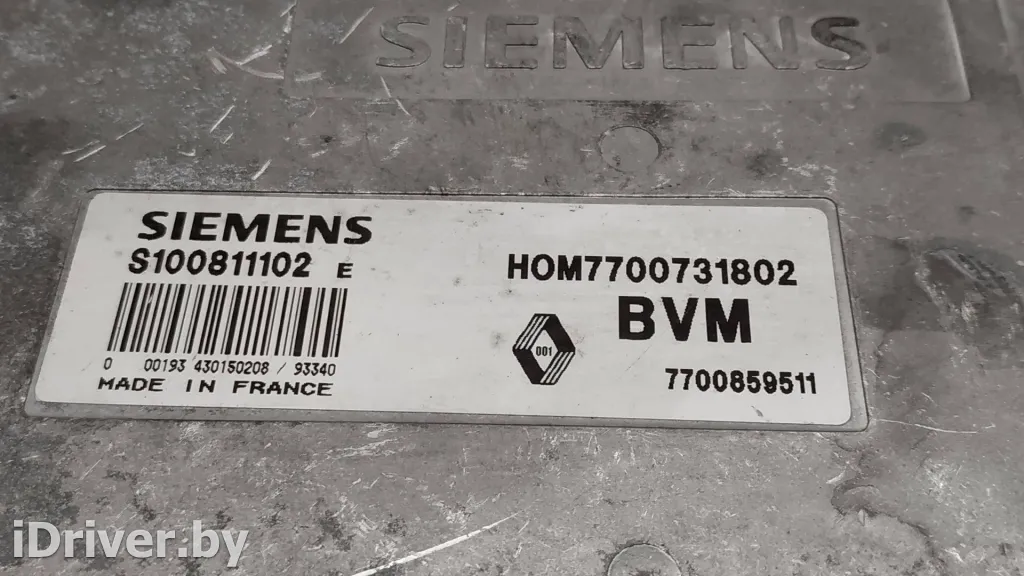 SIEMENS
SIEMENS
S100811102 E
HOM7700731802
BVM
001
0 00193 430150208 / 93340
7700859511
MADE IN FRANCE
iDriver.by